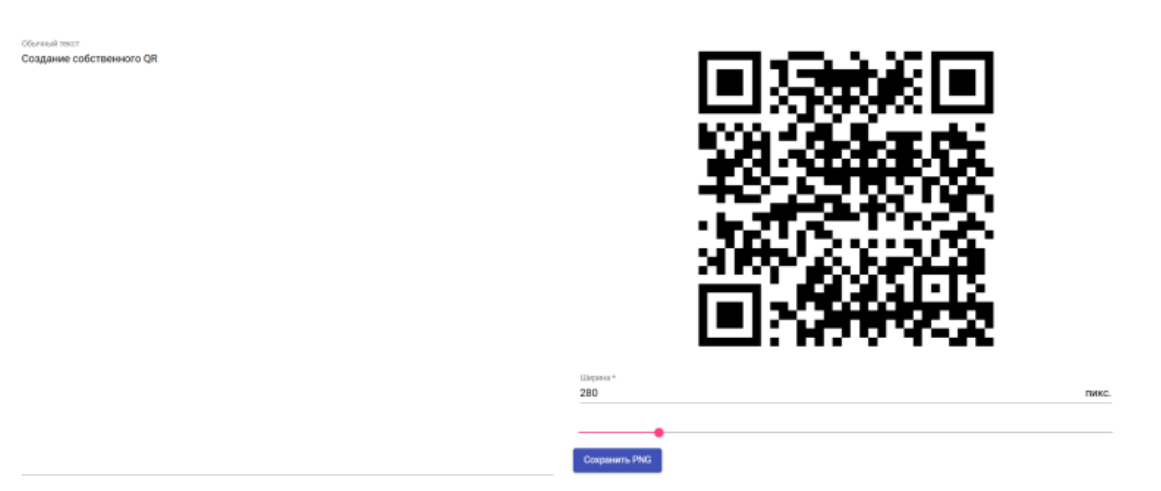 Обычный текст
Создание собственного QR
Ширина *
280
пикс.
Сохранить PNG